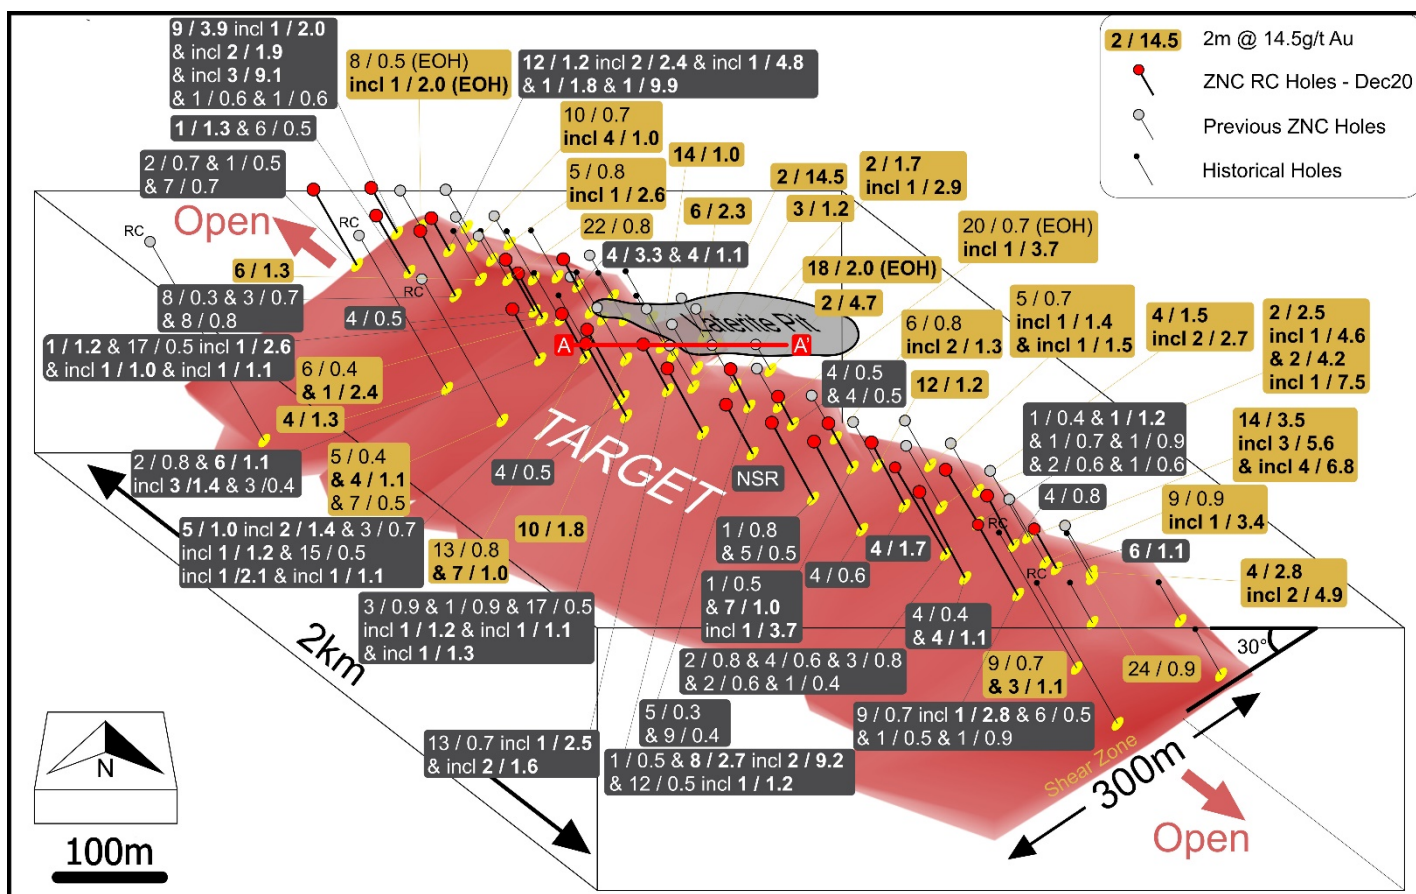 9 / 3.9 incl 1 / 2.0
& incl 2 / 1.9
& incl 3 / 9.1
& 1 / 0.6 & 1 / 0.6
8 / 0.5 (EOH)
incl 1 / 2.0 (EOH)
12 / 1.2 incl 2 / 2.4 & incl 1 / 4.8
& 1 / 1.8 & 1 / 9.9
2 / 14.5
2m @ 14.5g/t Au
ZNC RC Holes - Dec20
Previous ZNC Holes
Historical Holes
1 / 1.3 & 6 / 0.5
10 / 0.7
incl 4 / 1.0
2 / 0.7 & 1 / 0.5
& 7 / 0.7
14 / 1.0
5 / 0.8
incl 1 / 2.6
2 / 14.5
2 / 1.7
incl 1 / 2.9
RC
Open
RC
22 / 0.8
6 / 2.3
3 / 1.2
20 / 0.7 (EOH)
incl 1 / 3.7
4 / 3.3 & 4 / 1.1
6 / 1.3
RC
18 / 2.0 (EOH)
2 / 4.7
8 / 0.3 & 3 / 0.7
& 8 / 0.8
4 / 0.5
Laterite Pit
A
A'
5 / 0.7
incl 1 / 1.4
& incl 1 / 1.5
4 / 1.5
incl 2 / 2.7
2 / 2.5
incl 1 / 4.6
& 2 / 4.2
incl 1 / 7.5
6 / 0.8
incl 2 / 1.3
1 / 1.2 & 17 / 0.5 incl 1 / 2.6
& incl 1 / 1.0 & incl 1 / 1.1
6 / 0.4
& 1 / 2.4
4 / 0.5
& 4 / 0.5
12 / 1.2
4 / 1.3
1 / 0.4 & 1 / 1.2
& 1 / 0.7 & 1 / 0.9
& 2 / 0.6 & 1 / 0.6
14 / 3.5
incl 3 / 5.6
& incl 4 / 6.8
2 / 0.8 & 6 / 1.1
incl 3 /1.4 & 3 /0.4
5 / 0.4
& 4 / 1.1
& 7 / 0.5
4 / 0.5
TARGET
NSR
4 / 0.8
9 / 0.9
incl 1 / 3.4
5 / 1.0 incl 2 / 1.4 & 3 / 0.7
incl 1 / 1.2 & 15 / 0.5
incl 1 /2.1 & incl 1 / 1.1
10 / 1.8
13 / 0.8
& 7 / 1.0
1 / 0.8
& 5 / 0.5
4 / 1.7
RC
6 / 1.1
RC
4 / 0.6
4 / 2.8
incl 2 / 4.9
1 / 0.5
& 7 / 1.0
incl 1 / 3.7
3 / 0.9 & 1 / 0.9 & 17 / 0.5
incl 1 / 1.2 & incl 1 / 1.1
& incl 1 / 1.3
4 / 0.4
& 4 / 1.1
30°
2km
2 / 0.8 & 4 / 0.6 & 3 / 0.8
& 2 / 0.6 & 1 / 0.4
9 / 0.7
& 3 / 1.1
24 / 0.9
5 / 0.3
& 9 / 0.4
9 / 0.7 incl 1 / 2.8 & 6 / 0.5
& 1 / 0.5 & 1 / 0.9
13 / 0.7 incl 1 / 2.5
& incl 2 / 1.6
1 / 0.5 & 8 / 2.7 incl 2 / 9.2
& 12 / 0.5 incl 1 / 1.2
Shear Zone
300m
Open
N
100m